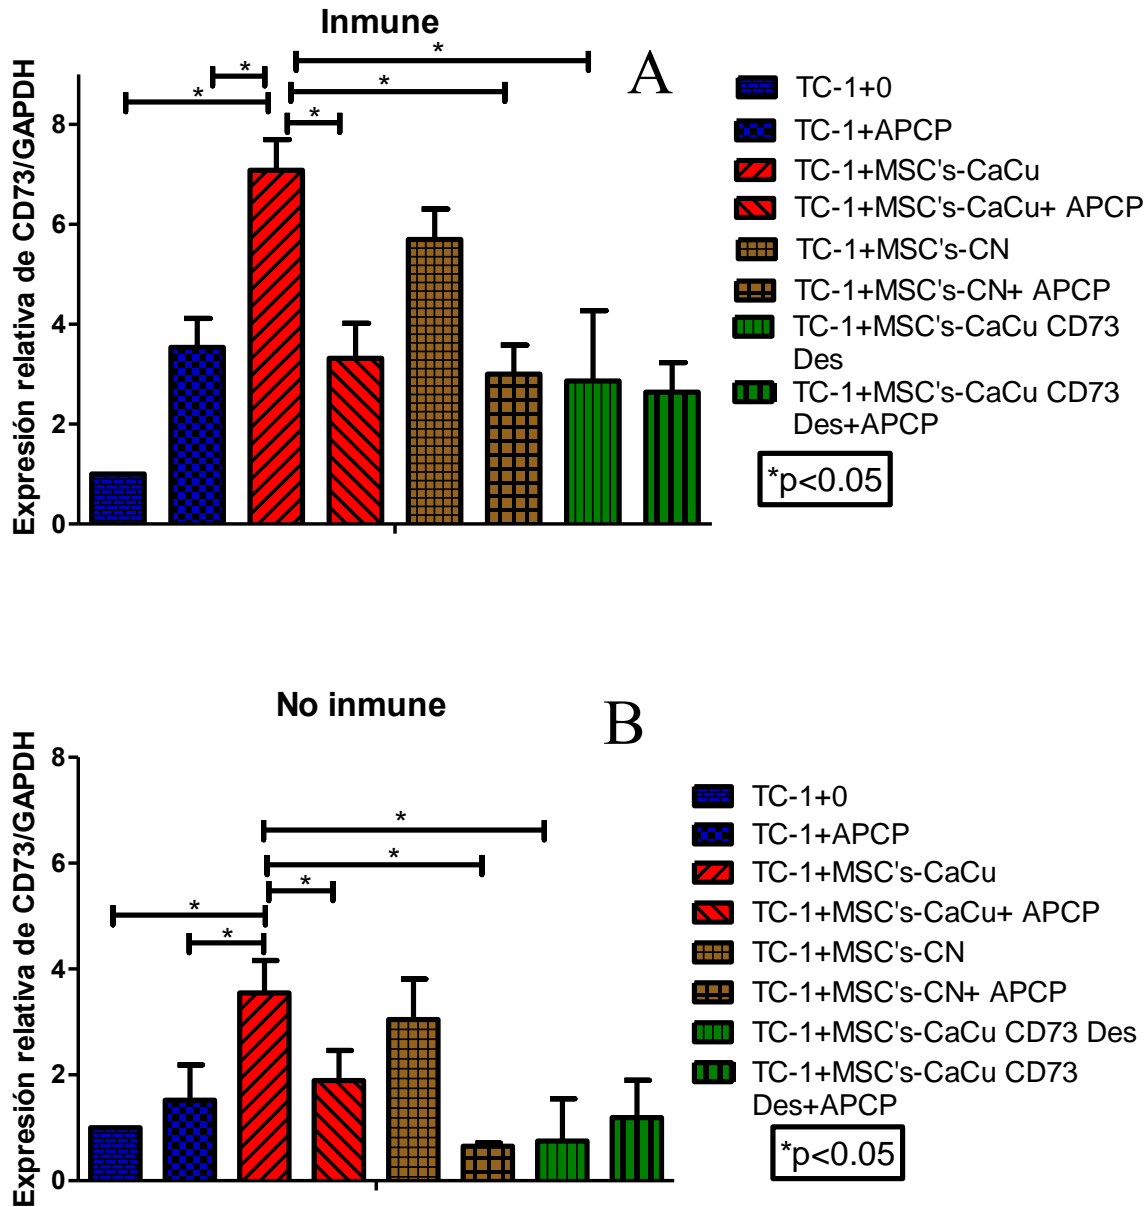 Inmune
A
Expresión relativa de CD73/GAPDH
8
6
4
2
0
*
*
*
*
*
TC-1+0
TC-1+APCP
TC-1+MSC's-CaCu
TC-1+MSC's-CaCu+ APCP
TC-1+MSC's-CN
TC-1+MSC's-CN+ APCP
TC-1+MSC's-CaCu CD73
Des
TC-1+MSC's-CaCu CD73
Des+APCP
*p<0.05
No inmune
B
Expresión relativa de CD73/GAPDH
8
6
4
2
0
*
*
*
*
*
TC-1+0
TC-1+APCP
TC-1+MSC's-CaCu
TC-1+MSC's-CaCu+ APCP
TC-1+MSC's-CN
TC-1+MSC's-CN+ APCP
TC-1+MSC's-CaCu CD73 Des
TC-1+MSC's-CaCu CD73
Des+APCP
*p<0.05